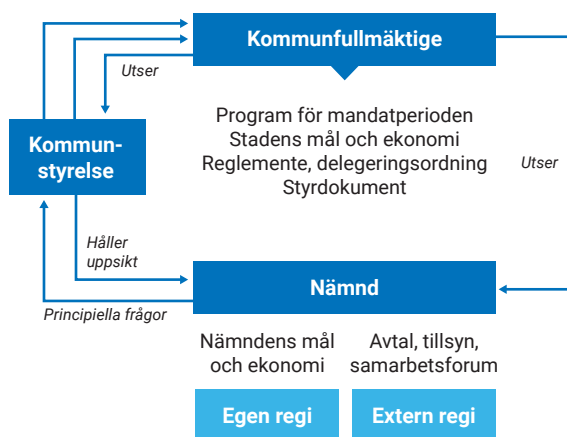 Kommunfullmäktige
Utser
Program för mandatperioden
Stadens mål och ekonomi
Reglemente, delegeringsordning
Styrdokument
Kommun-
styrelse
Utser
Håller
uppsikt
Nämnd
Principiella frågor
Nämndens mål
och ekonomi
Avtal, tillsyn,
samarbetsforum
Egen regi
Extern regi